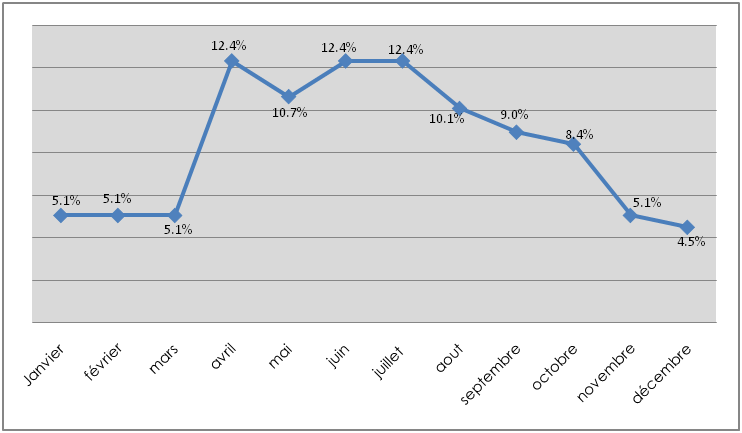 12.4%
12.4%
12.4%
10.7%
10.1%
9.0%
8.4%
5.1%
5.1%
5.1%
5.1%
4.5%
Janvier
février
mars
avril
mai
juin
juillet
aout
septembre
octobre
novembre
décembre